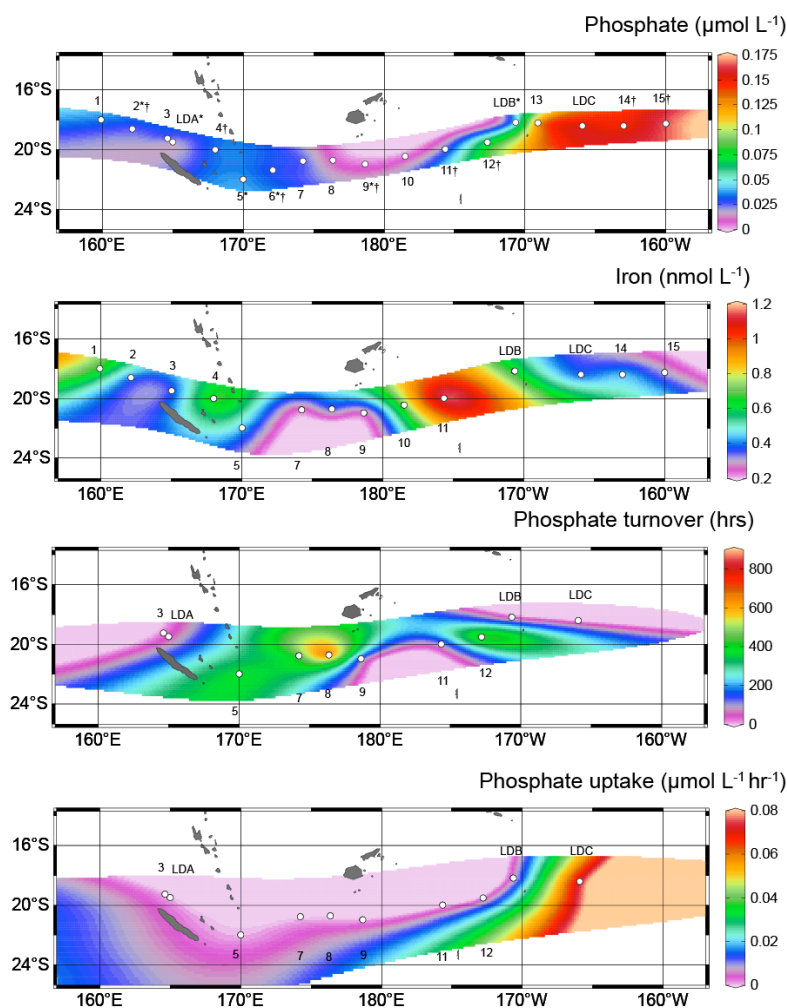 Phosphate (µmol L⁻¹)
16°S
20°S
24°S
1
2*†
3
LDA*
4†
5*
6*†
7
8
9*†
10
11†
12†
LDB*
13
LDC
14†
15†
160°E
170°E
180°E
170°W
160°W
0.175
0.15
0.125
0.1
0.075
0.05
0.025
0
Iron (nmol L⁻¹)
16°S
20°S
24°S
1
2
3
4
5
7
8
9
10
11
LDB
LDC
14
15
160°E
170°E
180°E
170°W
160°W
1.2
1
0.8
0.6
0.4
0.2
Phosphate turnover (hrs)
16°S
20°S
24°S
3
LDA
5
7
8
9
11
12
LDB
LDC
160°E
170°E
180°E
170°W
160°W
800
600
400
200
0
Phosphate uptake (µmol L⁻¹ hr⁻¹)
16°S
20°S
24°S
3
LDA
5
7
8
9
11
12
LDB
LDC
160°E
170°E
180°E
170°W
160°W
0.08
0.06
0.04
0.02
0